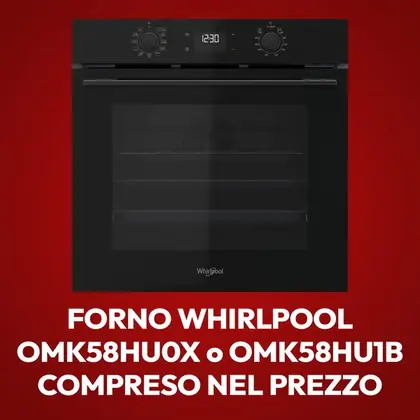 12:30
Whirlpool
FORNO WHIRLPOOL
OMK58HU0X o OMK58HU1B
COMPRESO NEL PREZZO